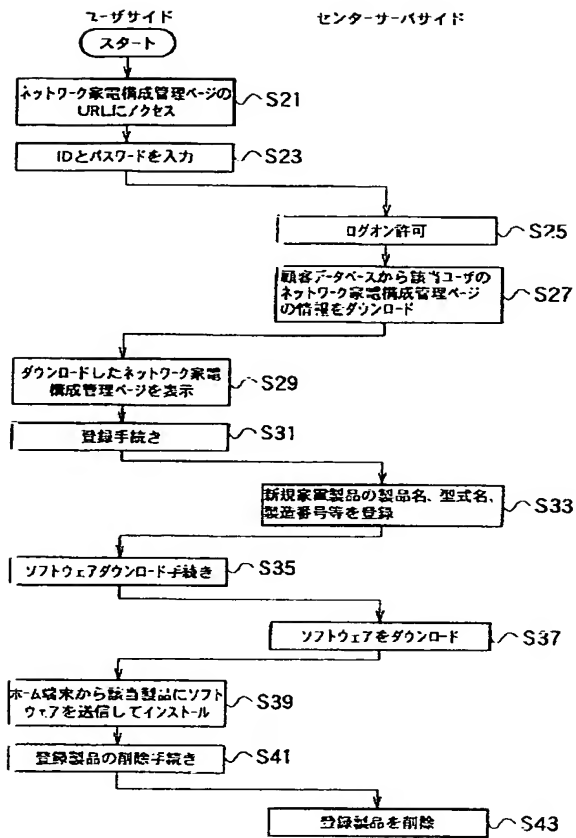 ユーザサイド
センターサーバサイド
スタート
ネットワーク家電構成管理ページの
URLにアクセス
S21
IDとパスワードを入力
S23
ログオン許可
S25
顧客データベースから該当ユーザの
ネットワーク家電構成管理ページ
の情報をダウンロード
S27
ダウンロードしたネットワーク家電
構成管理ページを表示
S29
登録手続き
S31
新規家電製品の製品名、型式名、
製造番号等を登録
S33
ソフトウェアダウンロード手続き
S35
ソフトウェアをダウンロード
S37
ホーム端末から該当製品にソフト
ウェアを送信してインストール
S39
登録製品の削除手続き
S41
登録製品を削除
S43